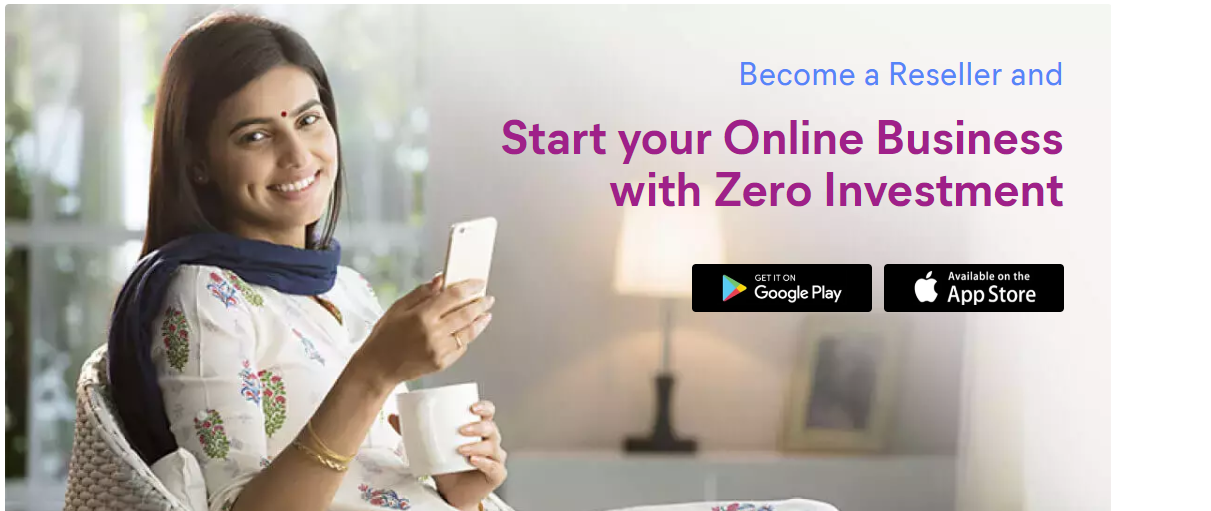 Become a Reseller and
Start your Online Business
with Zero Investment
GET IT ON
Google Play
Available on the
App Store